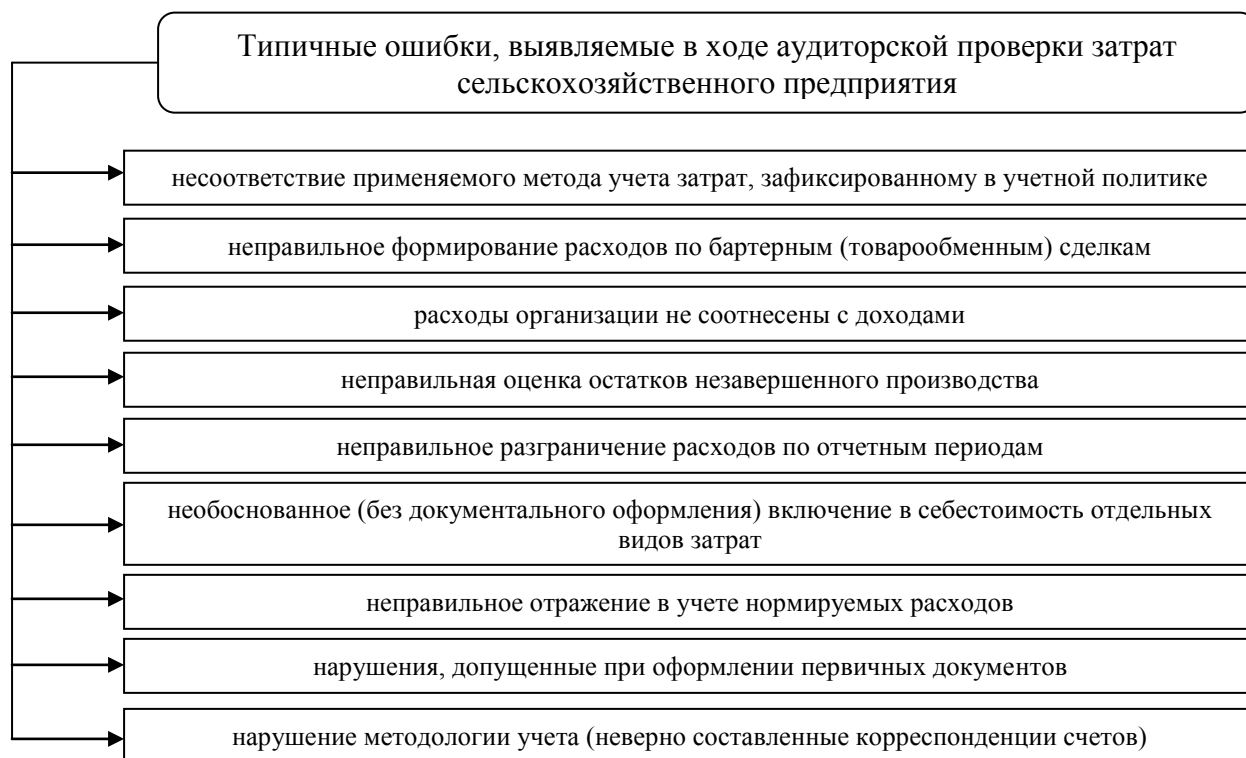 Типичные ошибки, выявляемые в ходе аудиторской проверки затрат
сельскохозяйственного предприятия
несоответствие применяемого метода учета затрат, зафиксированному в учетной политике
неправильное формирование расходов по бартерным (товарообменным) сделкам
расходы организации не соотнесены с доходами
неправильная оценка остатков незавершенного производства
неправильное разграничение расходов по отчетным периодам
необоснованное (без документального оформления) включение в себестоимость отдельных
видов затрат
неправильное отражение в учете нормируемых расходов
нарушения, допущенные при оформлении первичных документов
нарушение методологии учета (неверно составленные корреспонденции счетов)